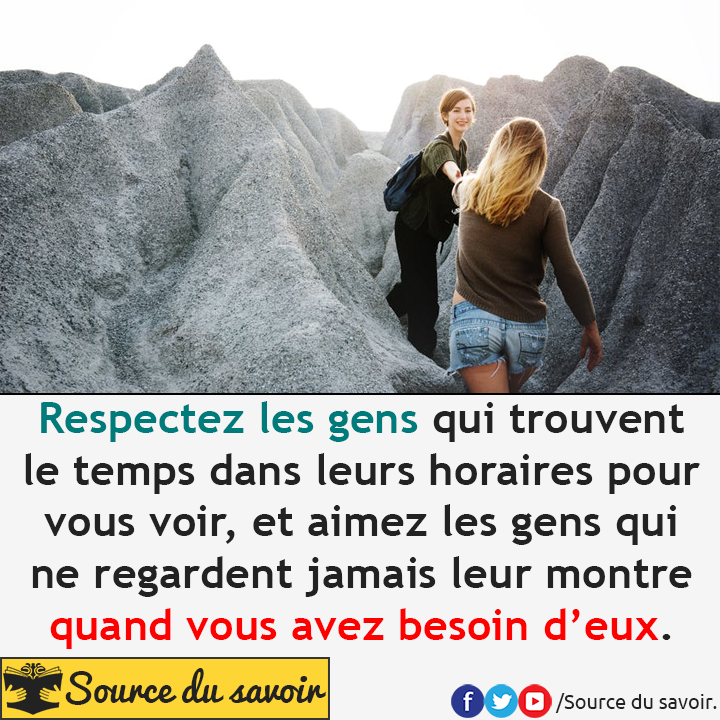 Respectez les gens qui trouvent
le temps dans leurs horaires pour
vous voir, et aimez les gens qui
ne regardent jamais leur montre
quand vous avez besoin d’eux.
Source du savoir
/Source du savoir.